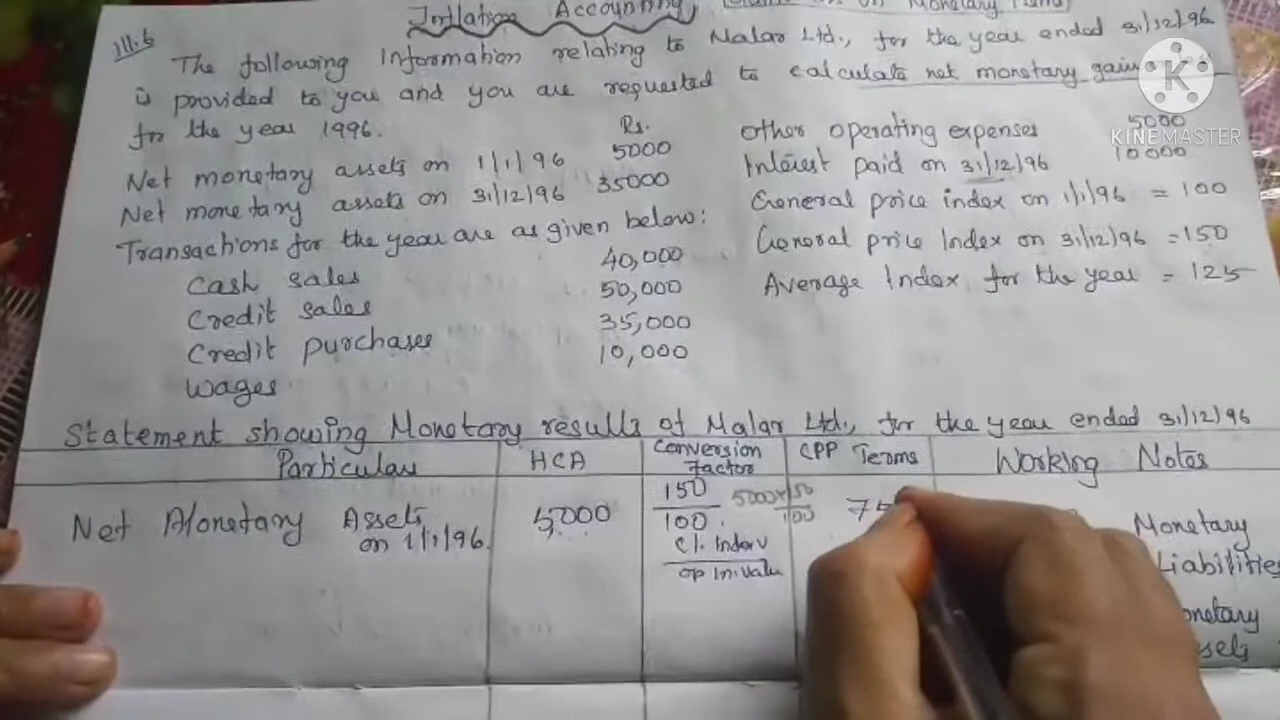 Ill.6
Inflation Accounting
The following Information relating to Malar Ltd., for the year ended 31/12/96
is provided to you and you are requested to calculate net monetary gain
for the year 1996.
Rs.
Net monetary assets on 1/1/96 5000
Net monetary assets on 31/12/96 35000
Transactions for the year are as given below:
Cash sales 40,000
Credit sales 50,000
Credit purchases 35,000
Wages 10,000
Other operating expenses 5000
Interest paid on 31/12/96 10000
General price index on 1/1/96 = 100
General price Index on 31/12/96 = 150
Average Index for the year = 125
K
KINEMASTER
Statement showing Monetary results of Malar Ltd., for the year ended 31/12/96
Particulars HCA Conversion Factor CPP Terms Working Notes
Net Monetary Assets on 1/1/96. 5,000 150 5000x150 75
100 100
Cl. Index
op In. Value
Monetary
Liabilities